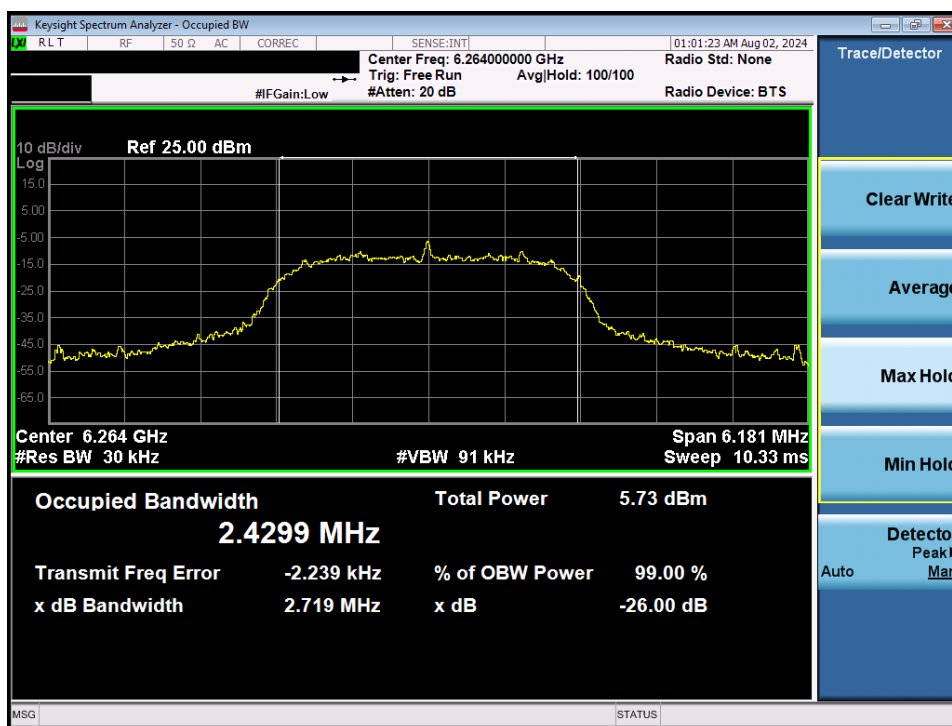 Keysight Spectrum Analyzer - Occupied BW
LXI RLT RF 50 Ω AC CORREC SENSE:INT 01:01:23 AM Aug 02, 2024
Center Freq: 6.264000000 GHz Radio Std: None
Trig: Free Run Avg|Hold: 100/100
#IFGain:Low #Atten: 20 dB Radio Device: BTS
Trace/Detector
10 dB/div Ref 25.00 dBm
Log
15.0
5.00
-5.00
-15.0
-25.0
-35.0
-45.0
-55.0
-65.0
Center 6.264 GHz Span 6.181 MHz
#Res BW 30 kHz #VBW 91 kHz Sweep 10.33 ms
Occupied Bandwidth Total Power 5.73 dBm
2.4299 MHz
Transmit Freq Error -2.239 kHz % of OBW Power 99.00 %
x dB Bandwidth 2.719 MHz x dB -26.00 dB
Clear Write
Average
Max Hold
Min Hold
Detector
Peak
Auto Man
MSG STATUS